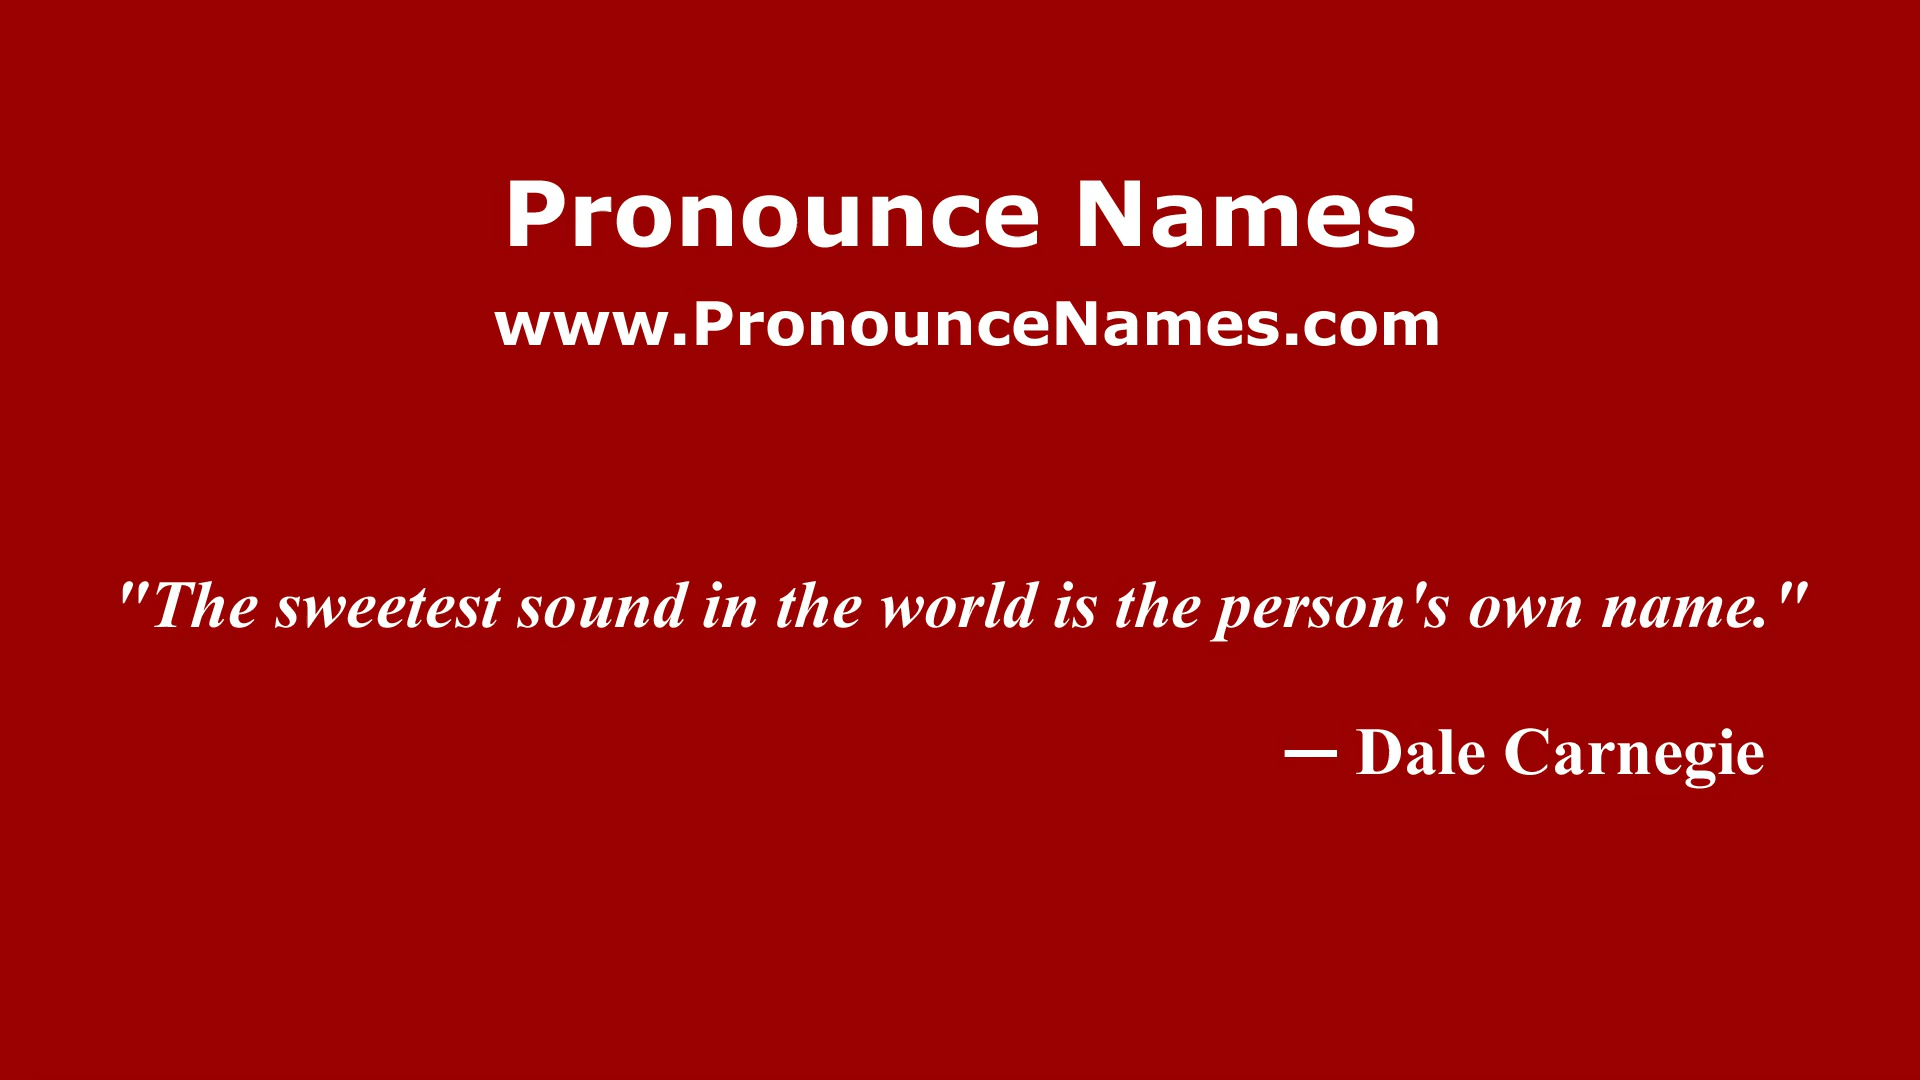 Pronounce Names
www.PronounceNames.com
"The sweetest sound in the world is the person's own name."
— Dale Carnegie